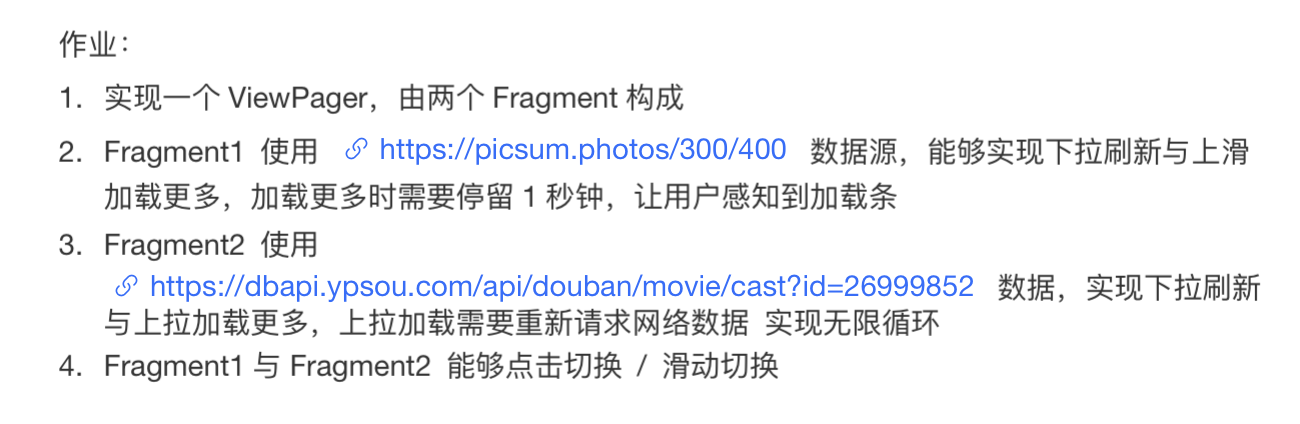 作业：
1. 实现一个 ViewPager，由两个 Fragment 构成
2. Fragment1 使用 https://picsum.photos/300/400 数据源，能够实现下拉刷新与上滑
加载更多，加载更多时需要停留 1 秒钟，让用户感知到加载条
3. Fragment2 使用
https://dbapi.ypsou.com/api/douban/movie/cast?id=26999852 数据，实现下拉刷新
与上拉加载更多，上拉加载需要重新请求网络数据 实现无限循环
4. Fragment1 与 Fragment2 能够点击切换 / 滑动切换